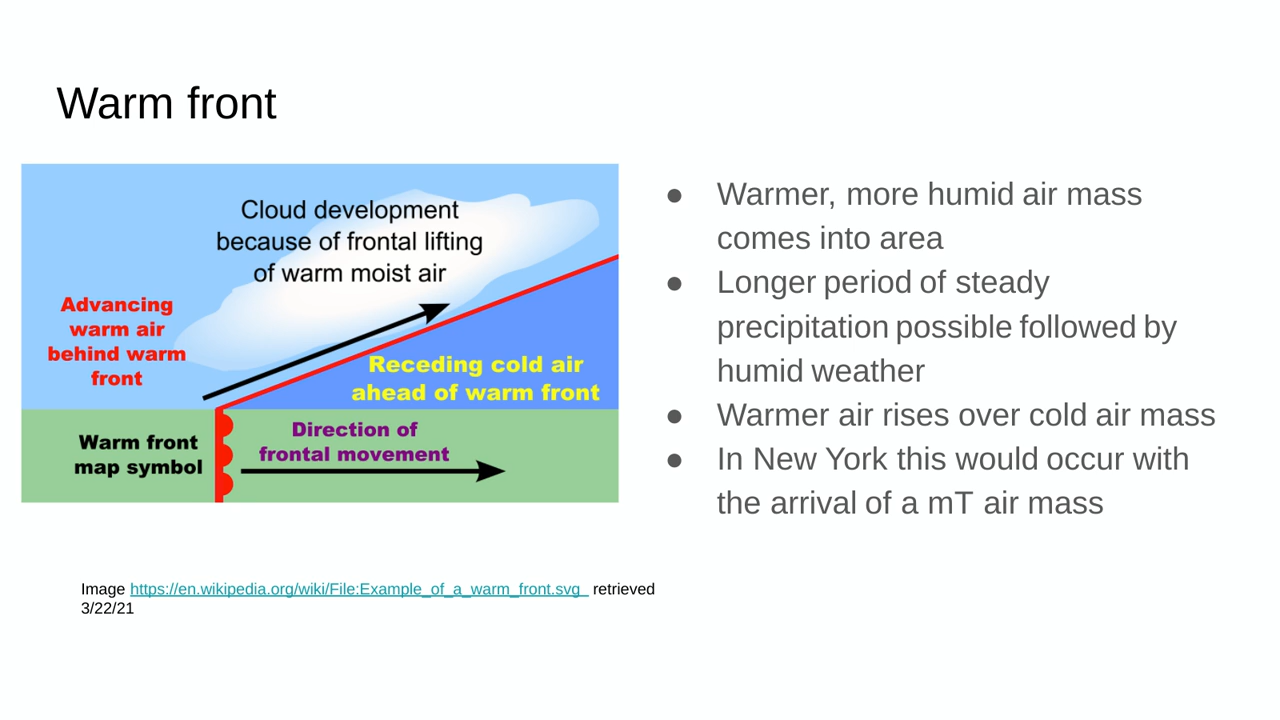 Warm front
Cloud development
because of frontal lifting
of warm moist air
Advancing
warm air
behind warm
front
Receding cold air
ahead of warm front
Warm front
map symbol
Direction of
frontal movement
● Warmer, more humid air mass
comes into area
● Longer period of steady
precipitation possible followed by
humid weather
● Warmer air rises over cold air mass
● In New York this would occur with
the arrival of a mT air mass
Image https://en.wikipedia.org/wiki/File:Example_of_a_warm_front.svg_ retrieved
3/22/21